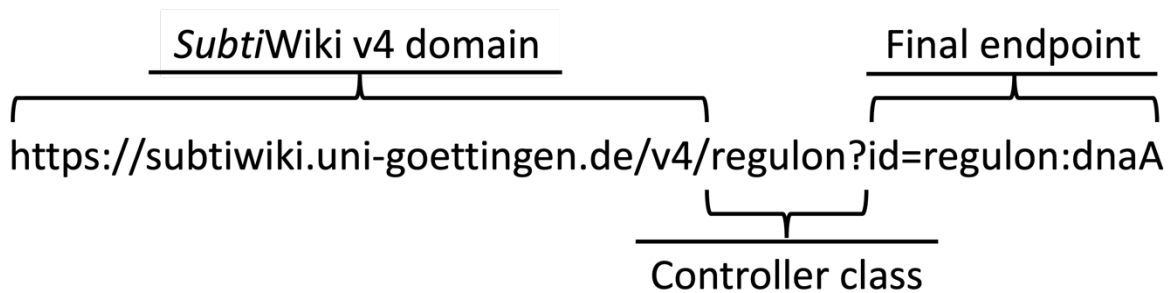 SubtiWiki v4 domain
Final endpoint
https://subtiwiki.uni-goettingen.de/v4/regulon?id=regulon:dnaA
Controller class